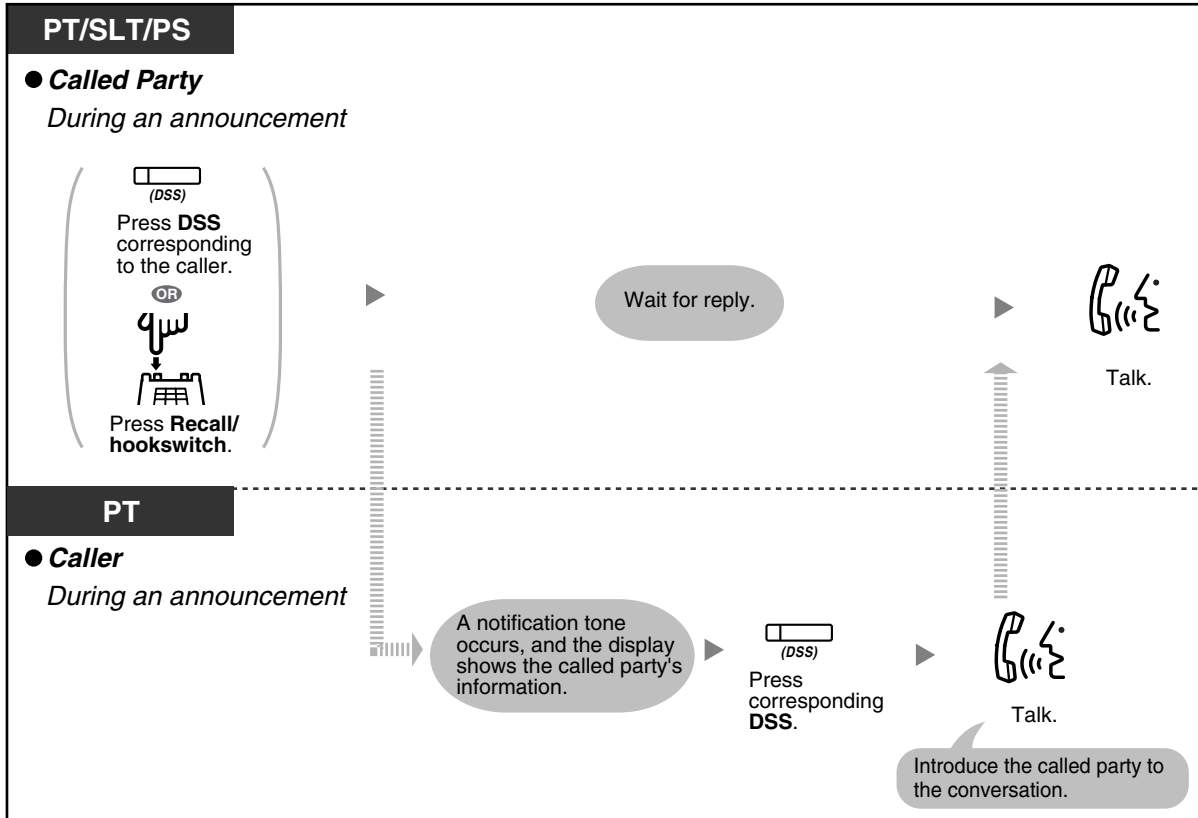 PT/SLT/PS
● Called Party
During an announcement
(DSS)
Press DSS
corresponding
to the caller.
OR
Press Recall/
hookswitch.
Wait for reply.
Talk.
PT
● Caller
During an announcement
A notification tone
occurs, and the display
shows the called party's
information.
(DSS)
Press
corresponding
DSS.
Talk.
Introduce the called party to
the conversation.